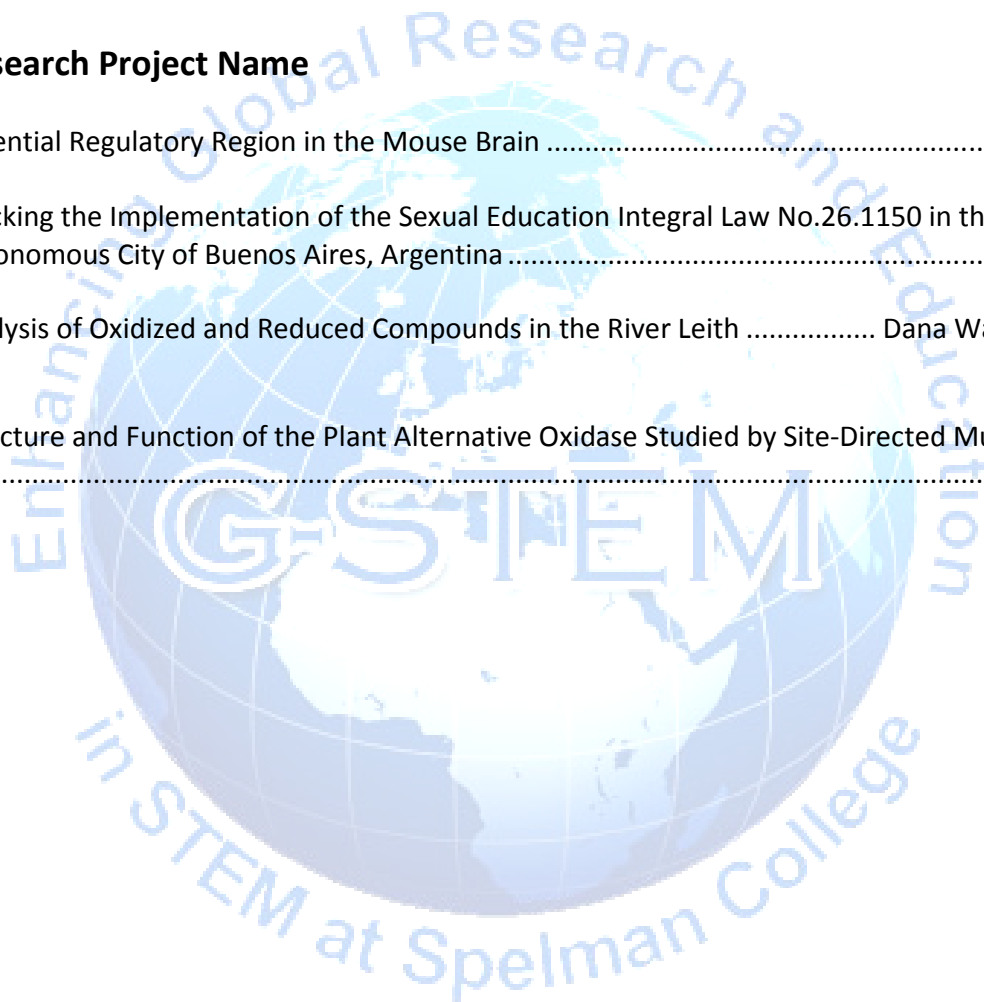 search Project Name
ential Regulatory Region in the Mouse Brain ..........................................................
cking the Implementation of the Sexual Education Integral Law No.26.1150 in th
onomous City of Buenos Aires, Argentina ..............................................................
lysis of Oxidized and Reduced Compounds in the River Leith ................. Dana Wa
cture and Function of the Plant Alternative Oxidase Studied by Site-Directed Mu
................................................................................................................................
Enhancing Global Research and Education
G-STEM
in STEM at Spelman College